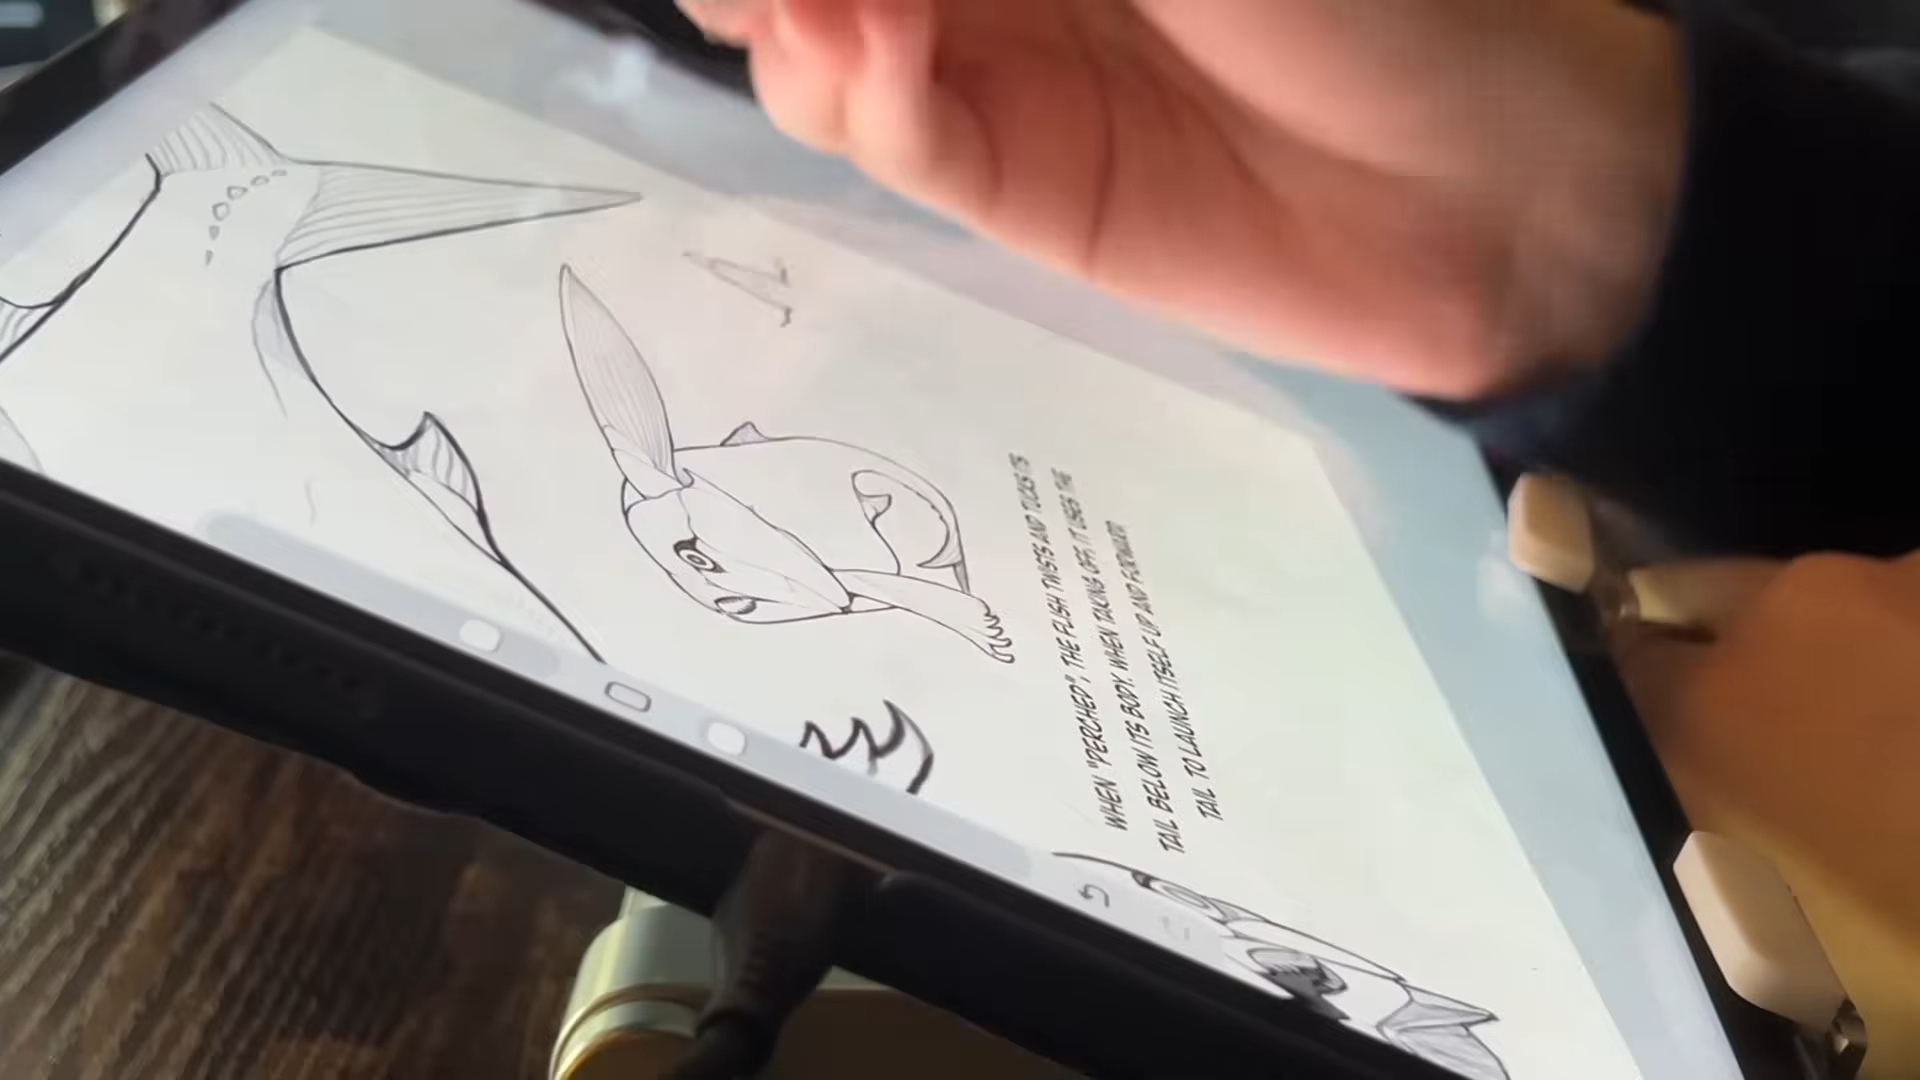 WHEN "PERCHED", THE FLISH TWISTS AND TUCKS ITS
TAIL BELOW ITS BODY. WHEN TAKING OFF, IT USES THE
TAIL TO LAUNCH ITSELF UP AND FORWARD